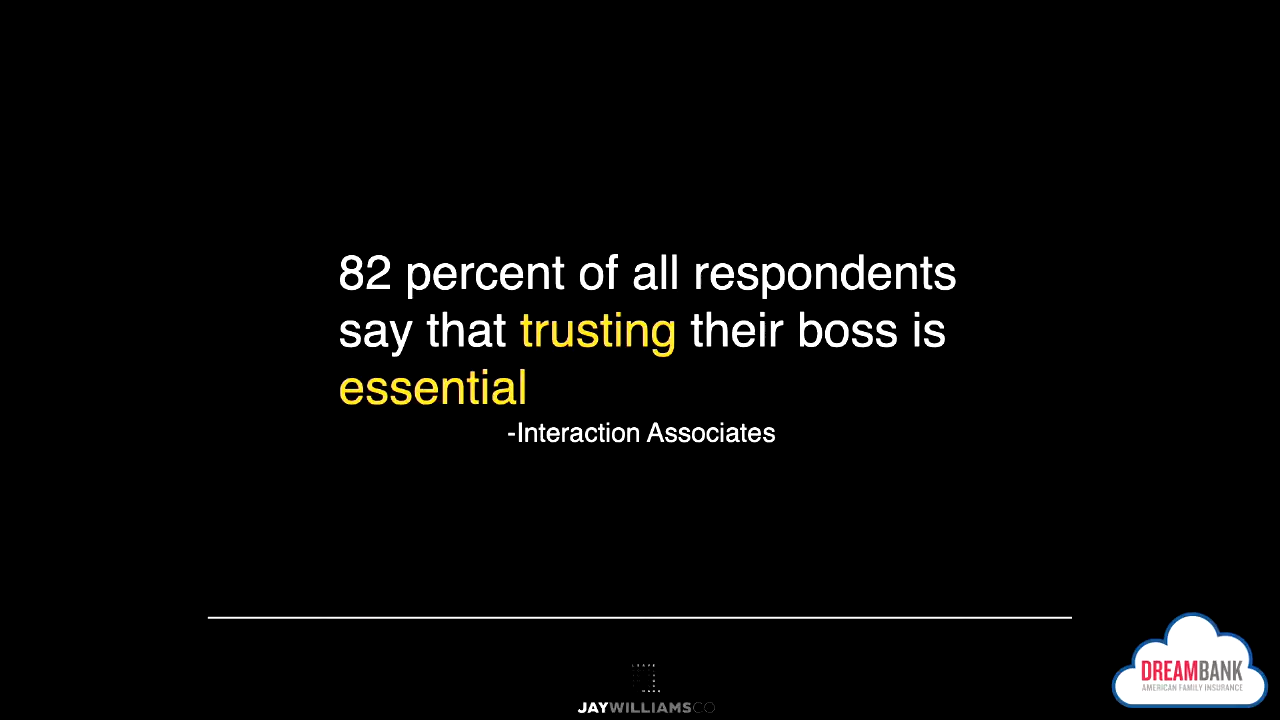 82 percent of all respondents
say that trusting their boss is
essential
-Interaction Associates
JAYWILLIAMSCO
DREAMBANK
AMERICAN FAMILY INSURANCE